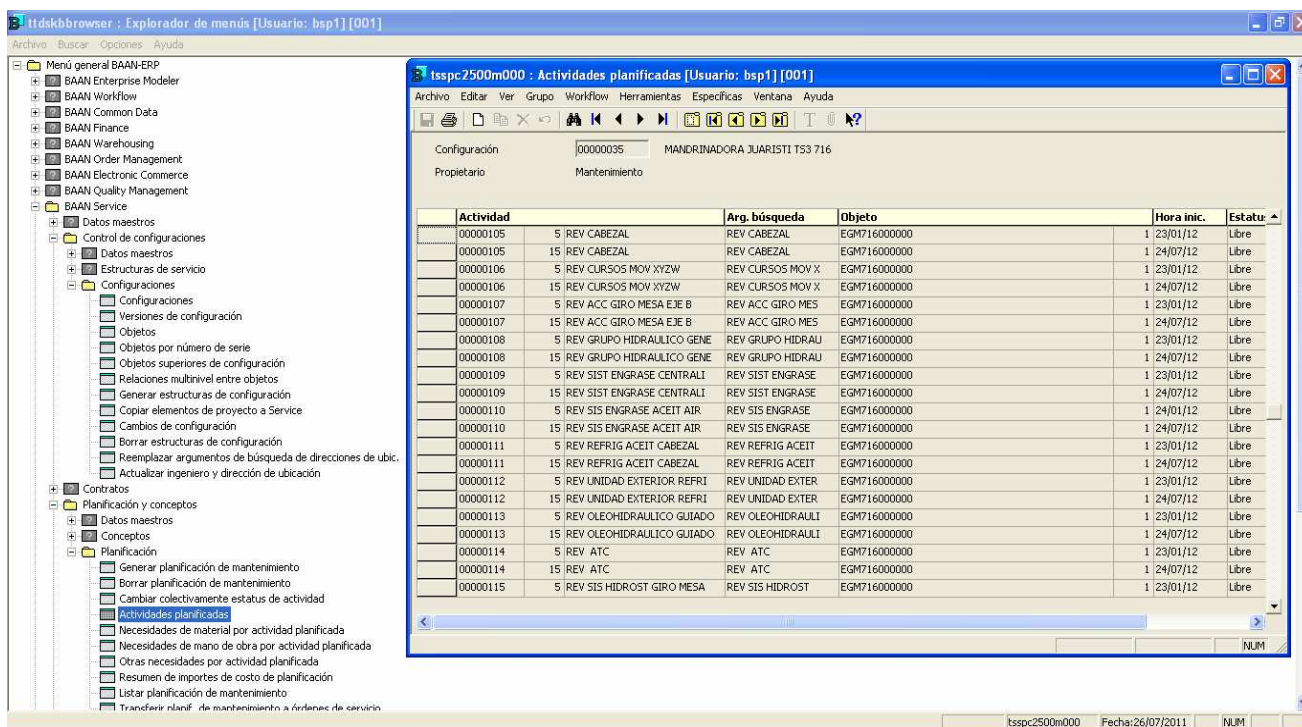 ttdskbbrowser : Explorador de menús [Usuario: bsp1] [001]
Archivo Buscar Opciones Ayuda
Menú general BAAN-ERP
BAAN Enterprise Modeler
BAAN Workflow
BAAN Common Data
BAAN Finance
BAAN Warehousing
BAAN Order Management
BAAN Electronic Commerce
BAAN Quality Management
BAAN Service
Datos maestros
Control de configuraciones
Datos maestros
Estructuras de servicio
Configuraciones
Configuraciones
Versiones de configuración
Objetos
Objetos por número de serie
Objetos superiores de configuración
Relaciones multinivel entre objetos
Generar estructuras de configuración
Copiar elementos de proyecto a Service
Cambios de configuración
Borrar estructuras de configuración
Reemplazar argumentos de búsqueda de direcciones de ubic.
Actualizar ingeniero y dirección de ubicación
Contratos
Planificación y conceptos
Datos maestros
Conceptos
Planificación
Generar planificación de mantenimiento
Borrar planificación de mantenimiento
Cambiar colectivamente estatus de actividad
Actividades planificadas
Necesidades de material por actividad planificada
Necesidades de mano de obra por actividad planificada
Otras necesidades por actividad planificada
Resumen de importes de costo de planificación
Listar planificación de mantenimiento
Transferir planif. de mantenimiento a órdenes de servicio
tsspc2500m000 : Actividades planificadas [Usuario: bsp1] [001]
Archivo Editar Ver Grupo Workflow Herramientas Específicas Ventana Ayuda
Configuración 00000035 MANDRINADORA JUARISTI TS3 716
Propietario Mantenimiento
Actividad Arg. búsqueda Objeto Hora inic. Estatu:
00000105 5 REV CABEZAL REV CABEZAL EGM716000000 1 23/01/12 Libre
00000105 15 REV CABEZAL REV CABEZAL EGM716000000 1 24/07/12 Libre
00000106 5 REV CURSOS MOV XYZW REV CURSOS MOV X EGM716000000 1 23/01/12 Libre
00000106 15 REV CURSOS MOV XYZW REV CURSOS MOV X EGM716000000 1 24/07/12 Libre
00000107 5 REV ACC GIRO MESA EJE B REV ACC GIRO MES EGM716000000 1 23/01/12 Libre
00000107 15 REV ACC GIRO MESA EJE B REV ACC GIRO MES EGM716000000 1 24/07/12 Libre
00000108 5 REV GRUPO HIDRAULICO GENE REV GRUPO HIDRAU EGM716000000 1 23/01/12 Libre
00000108 15 REV GRUPO HIDRAULICO GENE REV GRUPO HIDRAU EGM716000000 1 24/07/12 Libre
00000109 5 REV SIST ENGRASE CENTRALI REV SIST ENGRASE EGM716000000 1 23/01/12 Libre
00000109 15 REV SIST ENGRASE CENTRALI REV SIST ENGRASE EGM716000000 1 24/07/12 Libre
00000110 5 REV SIS ENGRASE ACEIT AIR REV SIS ENGRASE EGM716000000 1 24/01/12 Libre
00000110 15 REV SIS ENGRASE ACEIT AIR REV SIS ENGRASE EGM716000000 1 24/07/12 Libre
00000111 5 REV REFRIG ACEIT CABEZAL REV REFRIG ACEIT EGM716000000 1 23/01/12 Libre
00000111 15 REV REFRIG ACEIT CABEZAL REV REFRIG ACEIT EGM716000000 1 24/07/12 Libre
00000112 5 REV UNIDAD EXTERIOR REFRI REV UNIDAD EXTER EGM716000000 1 23/01/12 Libre
00000112 15 REV UNIDAD EXTERIOR REFRI REV UNIDAD EXTER EGM716000000 1 24/07/12 Libre
00000113 5 REV OLEOHIDRAULICO GUIADO REV OLEOHIDRAULI EGM716000000 1 23/01/12 Libre
00000113 15 REV OLEOHIDRAULICO GUIADO REV OLEOHIDRAULI EGM716000000 1 24/07/12 Libre
00000114 5 REV ATC REV ATC EGM716000000 1 23/01/12 Libre
00000114 15 REV ATC REV ATC EGM716000000 1 24/07/12 Libre
00000115 5 REV SIS HIDROST GIRO MESA REV SIS HIDROST EGM716000000 1 23/01/12 Libre
NUM
tsspc2500m000 Fecha:26/07/2011 NUM